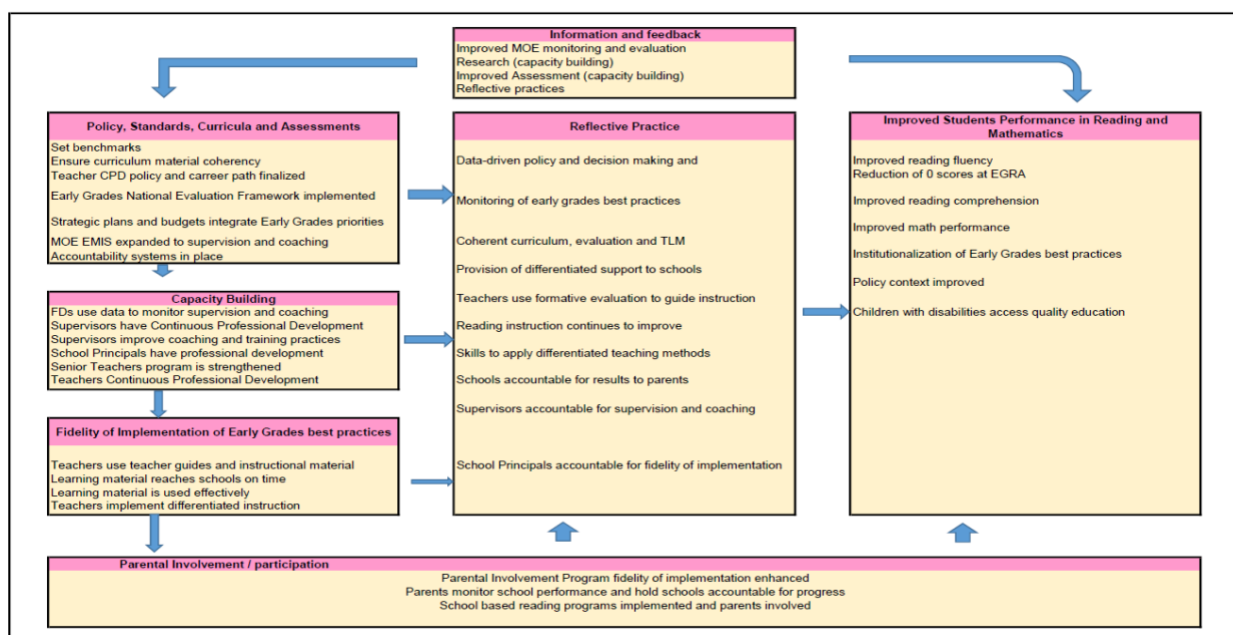 Information and feedback
Improved MOE monitoring and evaluation
Research (capacity building)
Improved Assessment (capacity building)
Reflective practices
Policy, Standards, Curricula and Assessments
Set benchmarks
Ensure curriculum material coherency
Teacher CPD policy and carreer path finalized
Early Grades National Evaluation Framework implemented
Strategic plans and budgets integrate Early Grades priorities
MOE EMIS expanded to supervision and coaching
Accountability systems in place
Capacity Building
FDs use data to monitor supervision and coaching
Supervisors have Continuous Professional Development
Supervisors improve coaching and training practices
School Principals have professional development
Senior Teachers program is strengthened
Teachers Continuous Professional Development
Fidelity of Implementation of Early Grades best practices
Teachers use teacher guides and instructional material
Learning material reaches schools on time
Learning material is used effectively
Teachers implement differentiated instruction
Reflective Practice
Data-driven policy and decision making and
Monitoring of early grades best practices
Coherent curriculum, evaluation and TLM
Provision of differentiated support to schools
Teachers use formative evaluation to guide instruction
Reading instruction continues to improve
Skills to apply differentiated teaching methods
Schools accountable for results to parents
Supervisors accountable for supervision and coaching
School Principals accountable for fidelity of implementation
Improved Students Performance in Reading and
Mathematics
Improved reading fluency
Reduction of 0 scores at EGRA
Improved reading comprehension
Improved math performance
Institutionalization of Early Grades best practices
Policy context improved
Children with disabilities access quality education
Parental Involvement / participation
Parental Involvement Program fidelity of implementation enhanced
Parents monitor school performance and hold schools accountable for progress
School based reading programs implemented and parents involved